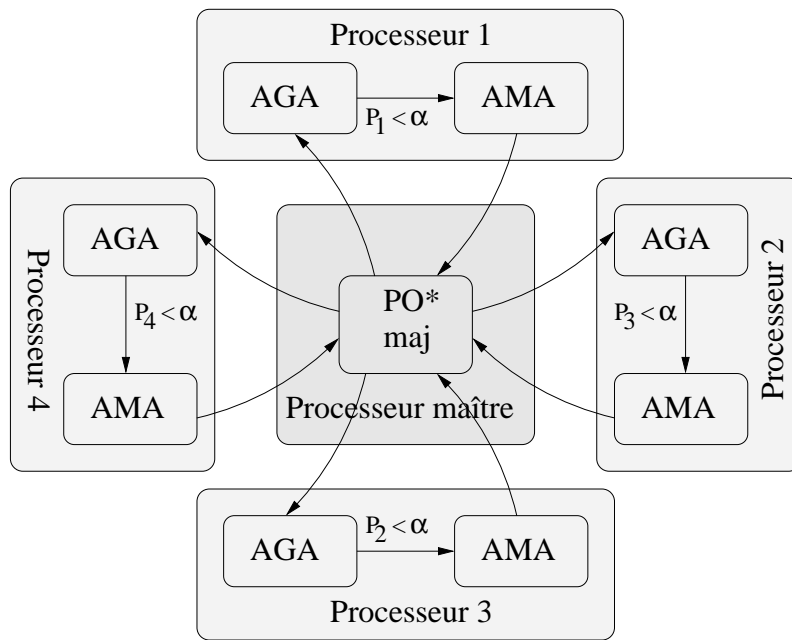 Processeur 1
AGA
AMA
P1 < α
Processeur 4
AGA
P4 < α
AMA
PO*
maj
Processeur maître
AGA
P3 < α
AMA
Processeur 2
AGA
P2 < α
AMA
Processeur 3